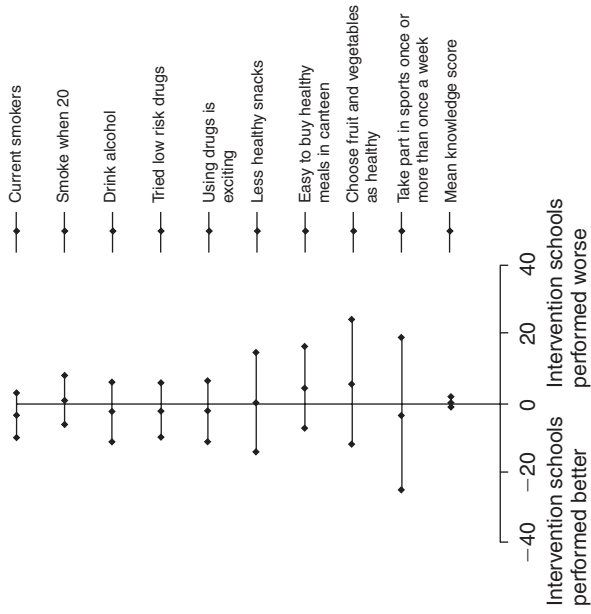 Current smokers
Smoke when 20
Drink alcohol
Tried low risk drugs
Using drugs is
exciting
Less healthy snacks
Easy to buy healthy
meals in canteen
Choose fruit and vegetables
as healthy
Take part in sports once or
more than once a week
Mean knowledge score
−40
−20
0
20
40
Intervention schools
performed better
Intervention schools
performed worse